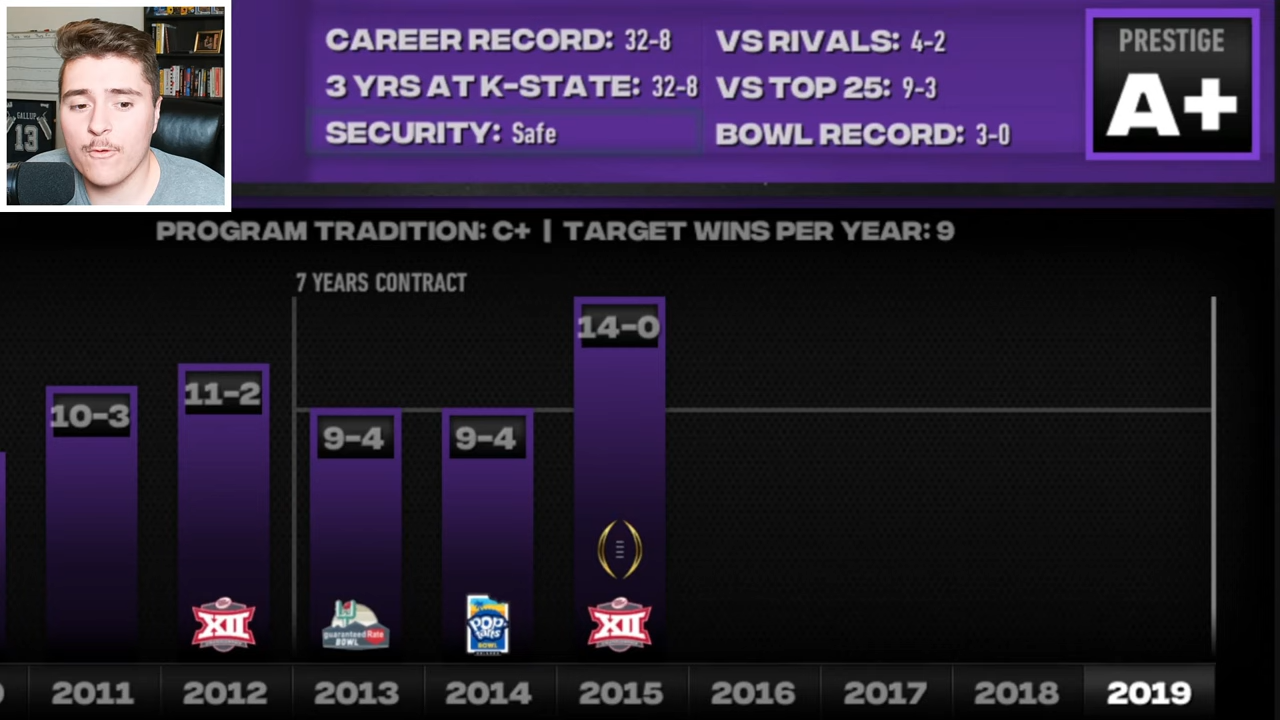 CAREER RECORD: 32-8
VS RIVALS: 4-2
3 YRS AT K-STATE: 32-8
VS TOP 25: 9-3
SECURITY: Safe
BOWL RECORD: 3-0
PRESTIGE
A+
GALLUP
13
PROGRAM TRADITION: C+ | TARGET WINS PER YEAR: 9
7 YEARS CONTRACT
10-3
11-2
9-4
9-4
14-0
XII
guaranteed Rate
BOWL
POP-TARTS
BOWL
XII
2011
2012
2013
2014
2015
2016
2017
2018
2019